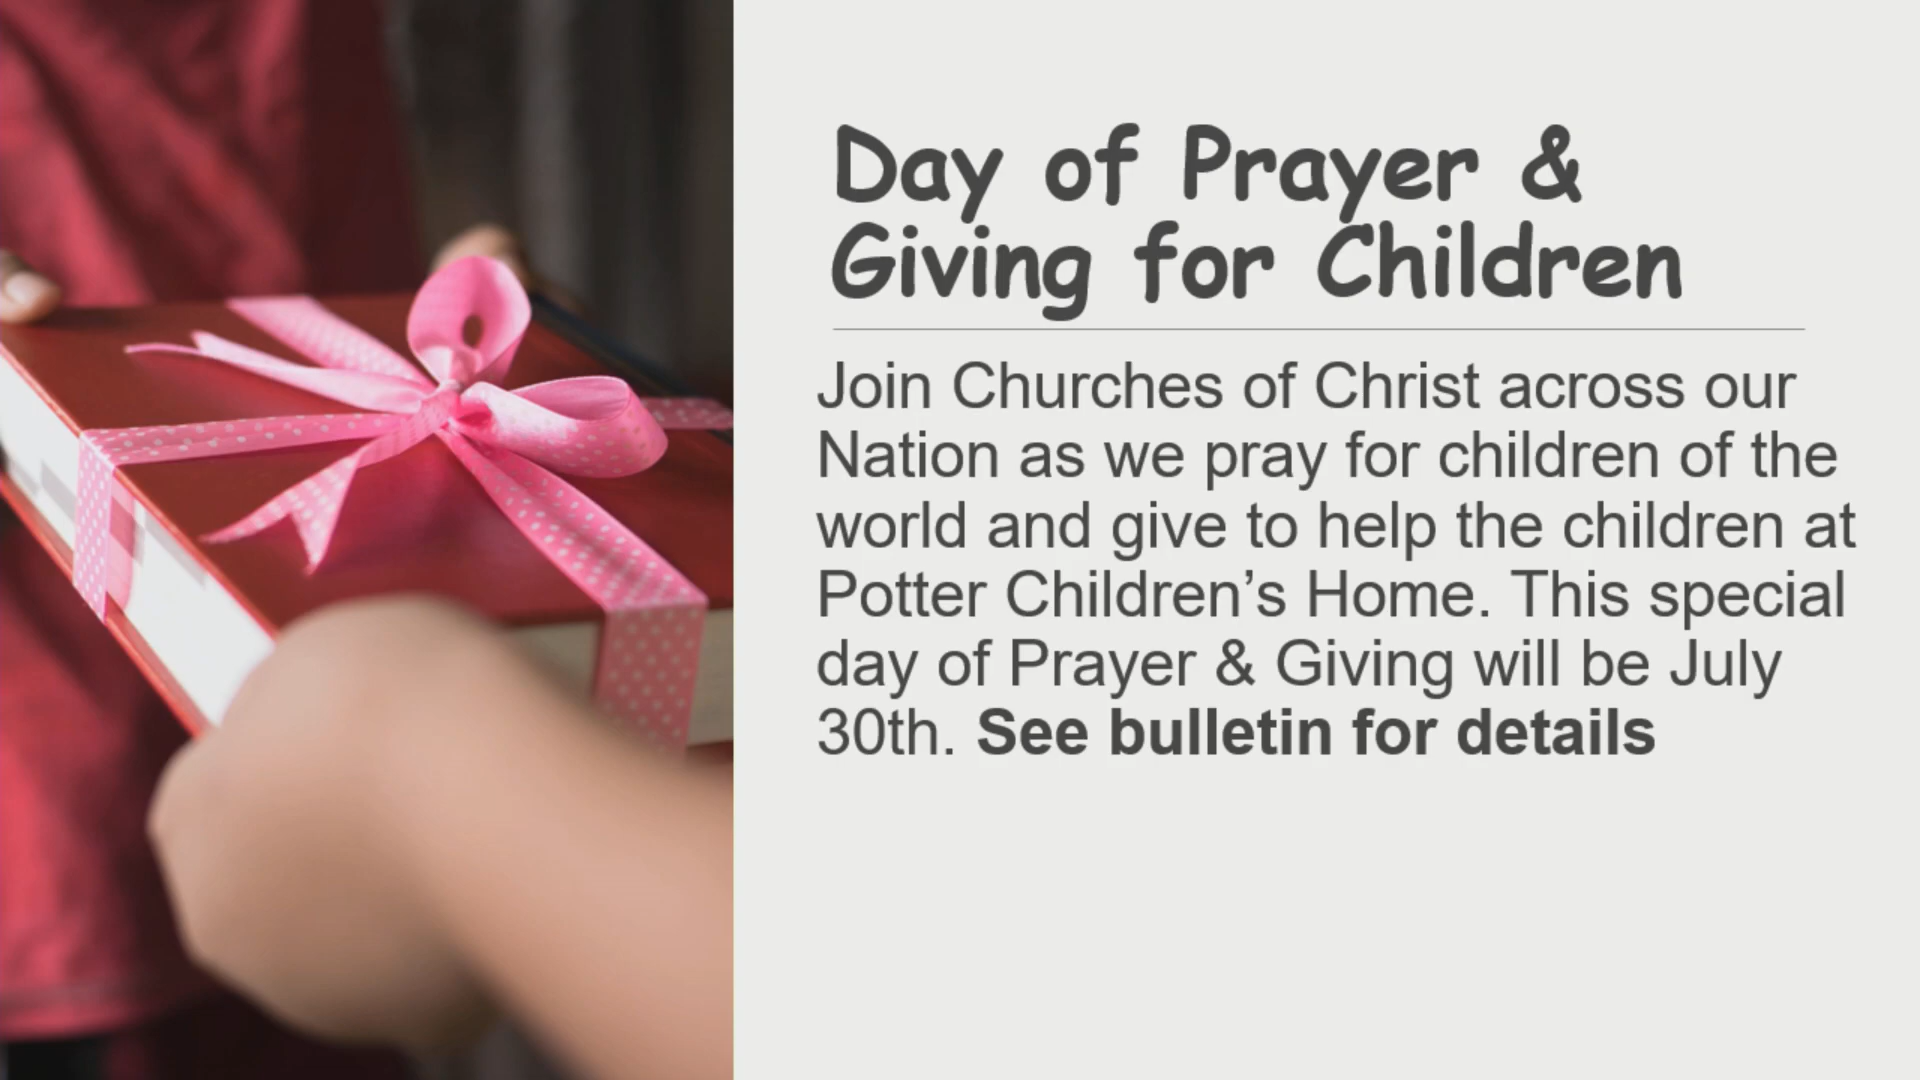 Day of Prayer &
Giving for Children
Join Churches of Christ across our
Nation as we pray for children of the
world and give to help the children at
Potter Children’s Home. This special
day of Prayer & Giving will be July
30th. See bulletin for details